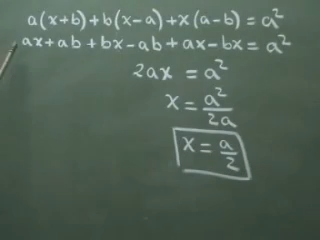 a(x+b)+b(x-a)+x(a-b)=a²
ax+ab+bx-ab+ax-bx=a²
2ax=a²
x=a²/2a
x=a/2